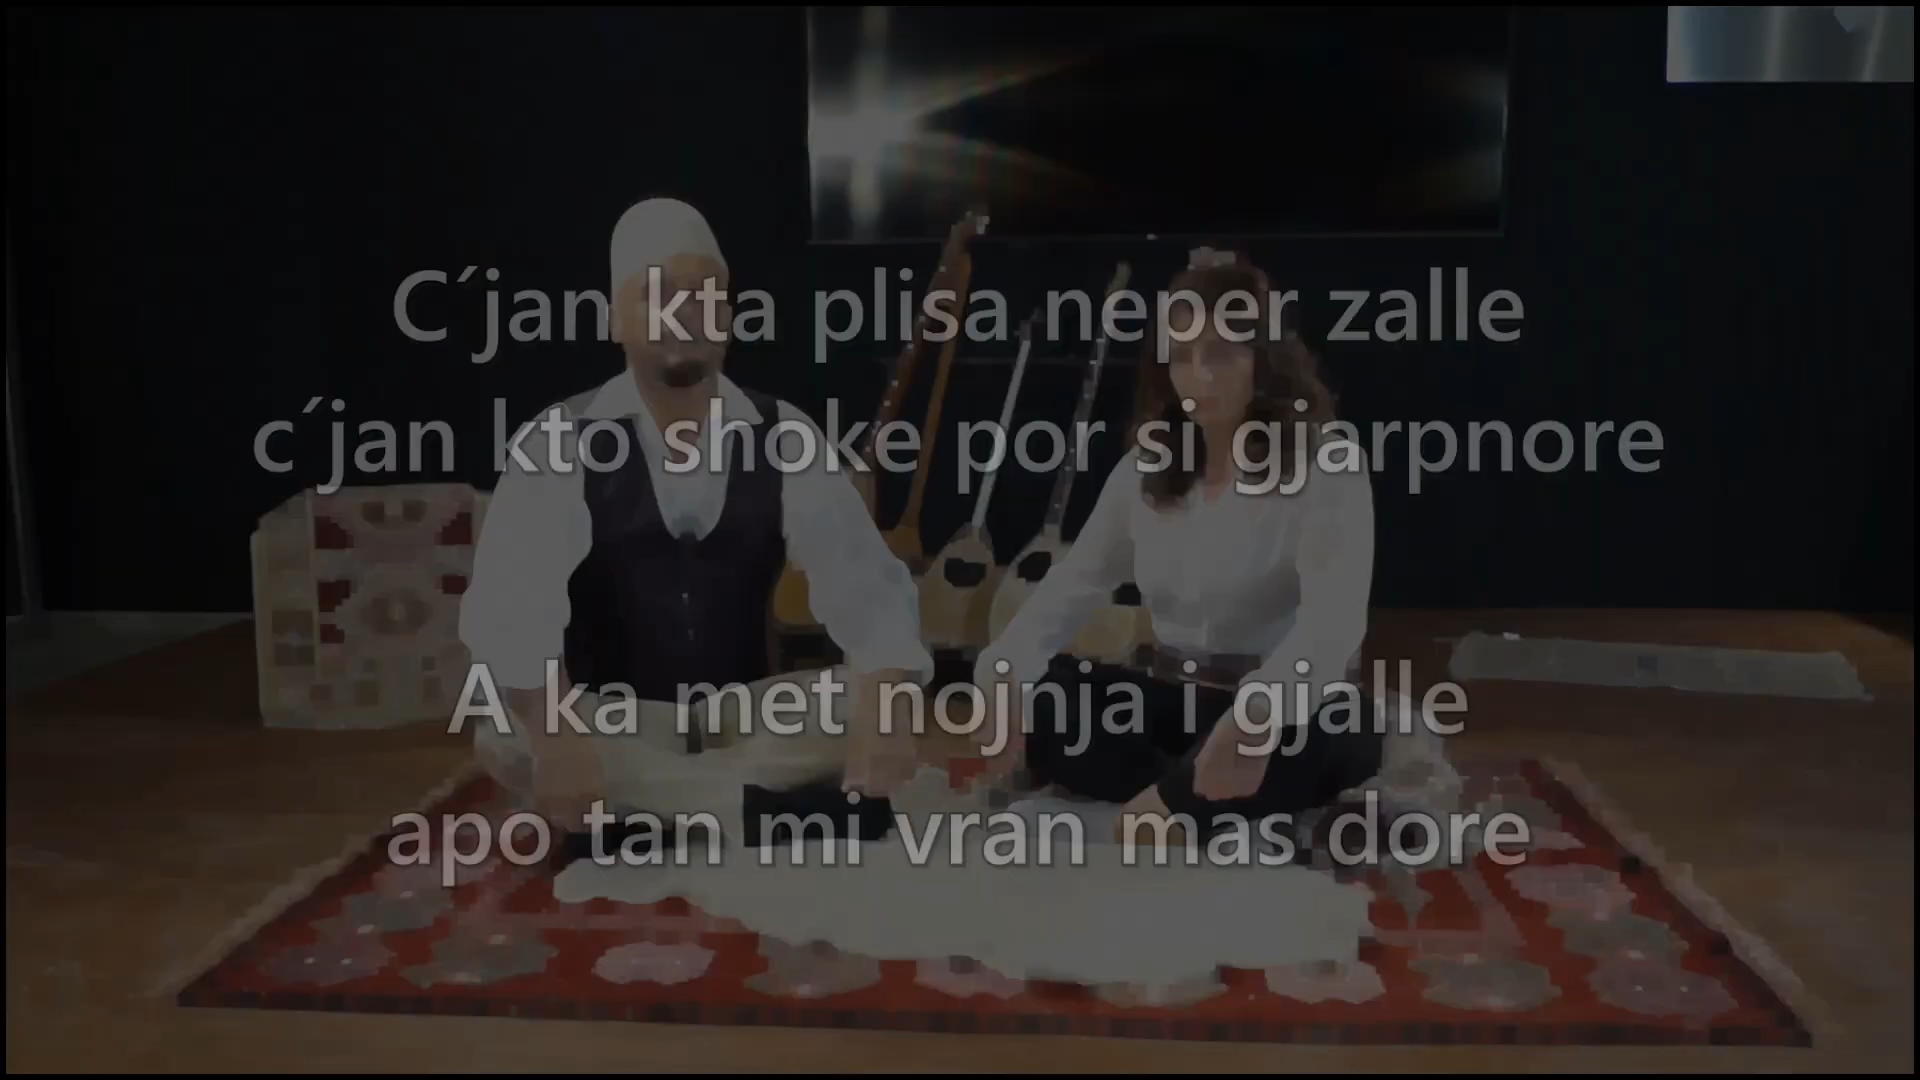 C´jan kta plisa neper zalle
c´jan kto shoke por si gjarpnore
A ka met nojnja i gjalle
apo tan mi vran mas dore